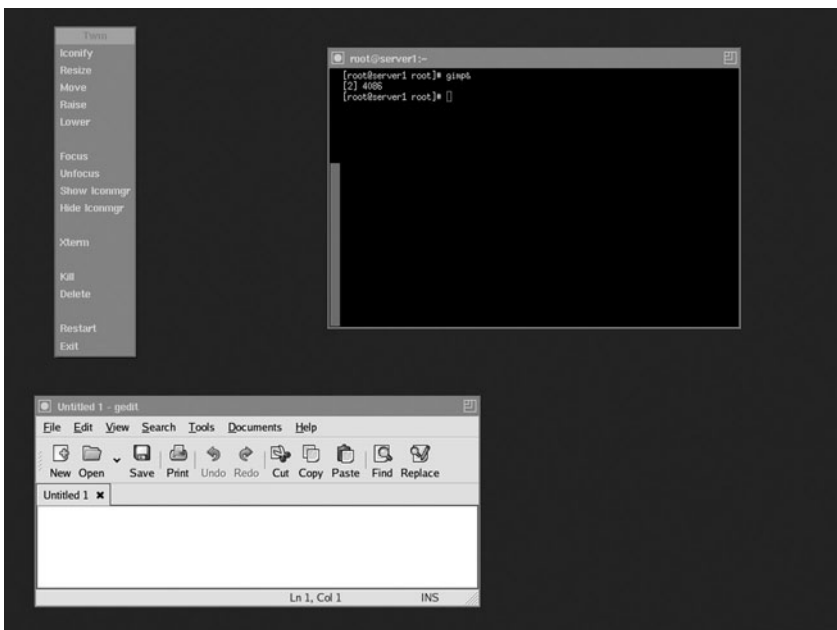 Twm
Iconify
Resize
Move
Raise
Lower
Focus
Unfocus
Show Iconmgr
Hide Iconmgr
Xterm
Kill
Delete
Restart
Exit
root@server1:~
[root@server1 root]# gimp&
[2] 4086
[root@server1 root]#
Untitled 1 - gedit
File Edit View Search Tools Documents Help
New Open Save Print Undo Redo Cut Copy Paste Find Replace
Untitled 1
Ln 1, Col 1 INS